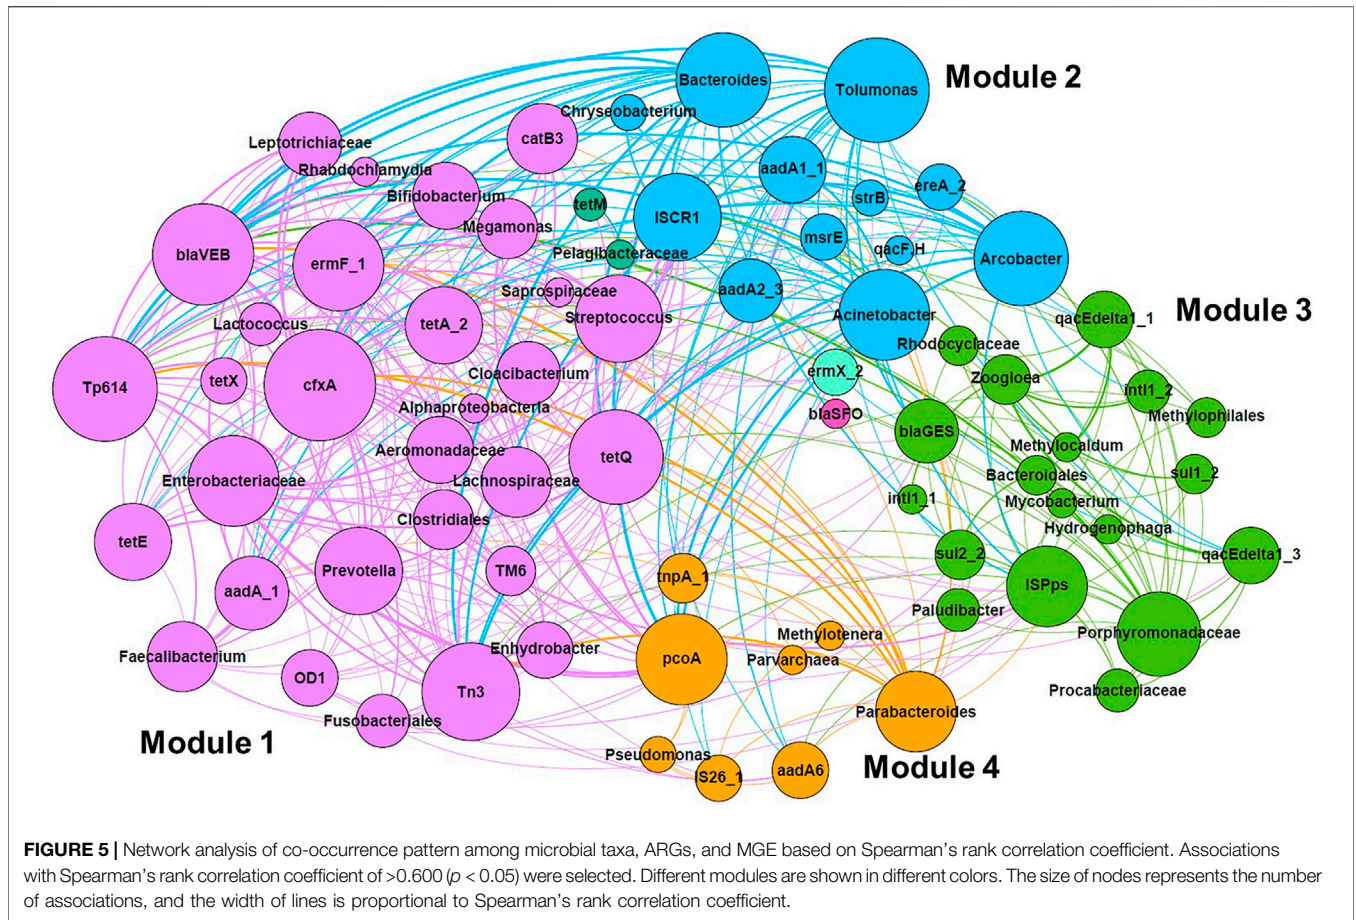 Bacteroides
Tolumonas
Module 2
Chryseobacterium
catB3
Leptotrichiaceae
Rhabdochlamydia
aadA1_1
Bifidobacterium
strB
ereA_2
tetM
ISCR1
Megamonas
msrE
qacF.H
blaVEB
ermF_1
Pelagibacteraceae
Arcobacter
Saprospiraceae
aadA2_3
Module 3
Lactococcus
tetA_2
Streptococcus
Acinetobacter
qacEdelta1_1
Rhodocyclaceae
Tp614
tetX
cfxA
Cloacibacterium
ermX_2
Zoogloea
intI1_2
Alphaproteobacteria
blaSFO
Methylophilales
blaGES
Aeromonadaceae
tetQ
Methylocaldum
Enterobacteriaceae
Lachnospiraceae
Bacteroidales
sul1_2
intI1_1
Mycobacterium
Clostridiales
Hydrogenophaga
tetE
sul2_2
qacEdelta1_3
Prevotella
TM6
tnpA_1
aadA_1
ISPps
Paludibacter
Methylotenera
Porphyromonadaceae
Faecalibacterium
Enhydrobacter
pcoA
Parvarchaea
OD1
Tn3
Procabacteriaceae
Fusobacteriales
Parabacteroides
Module 1
Pseudomonas
IS26_1
aadA6
Module 4
FIGURE 5 | Network analysis of co-occurrence pattern among microbial taxa, ARGs, and MGE based on Spearman's rank correlation coefficient. Associations
with Spearman's rank correlation coefficient of >0.600 (p < 0.05) were selected. Different modules are shown in different colors. The size of nodes represents the number
of associations, and the width of lines is proportional to Spearman's rank correlation coefficient.